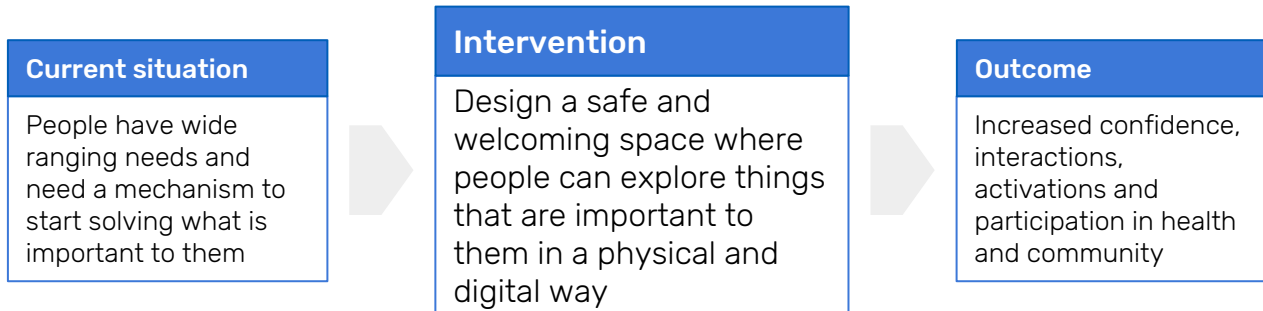 Current situation
People have wide
ranging needs and
need a mechanism to
start solving what is
important to them
Intervention
Design a safe and
welcoming space where
people can explore things
that are important to
them in a physical and
digital way
Outcome
Increased confidence,
interactions,
activations and
participation in health
and community